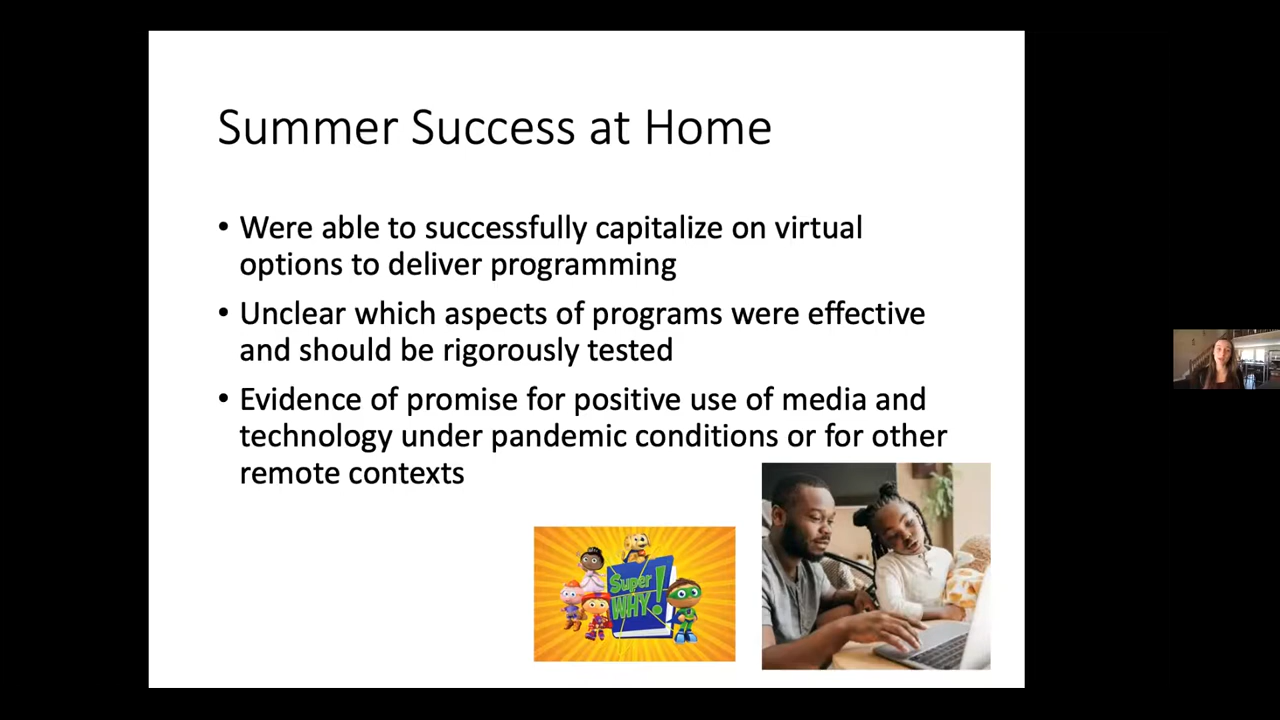 Summer Success at Home
• Were able to successfully capitalize on virtual
options to deliver programming
• Unclear which aspects of programs were effective
and should be rigorously tested
• Evidence of promise for positive use of media and
technology under pandemic conditions or for other
remote contexts
Super
WHY!